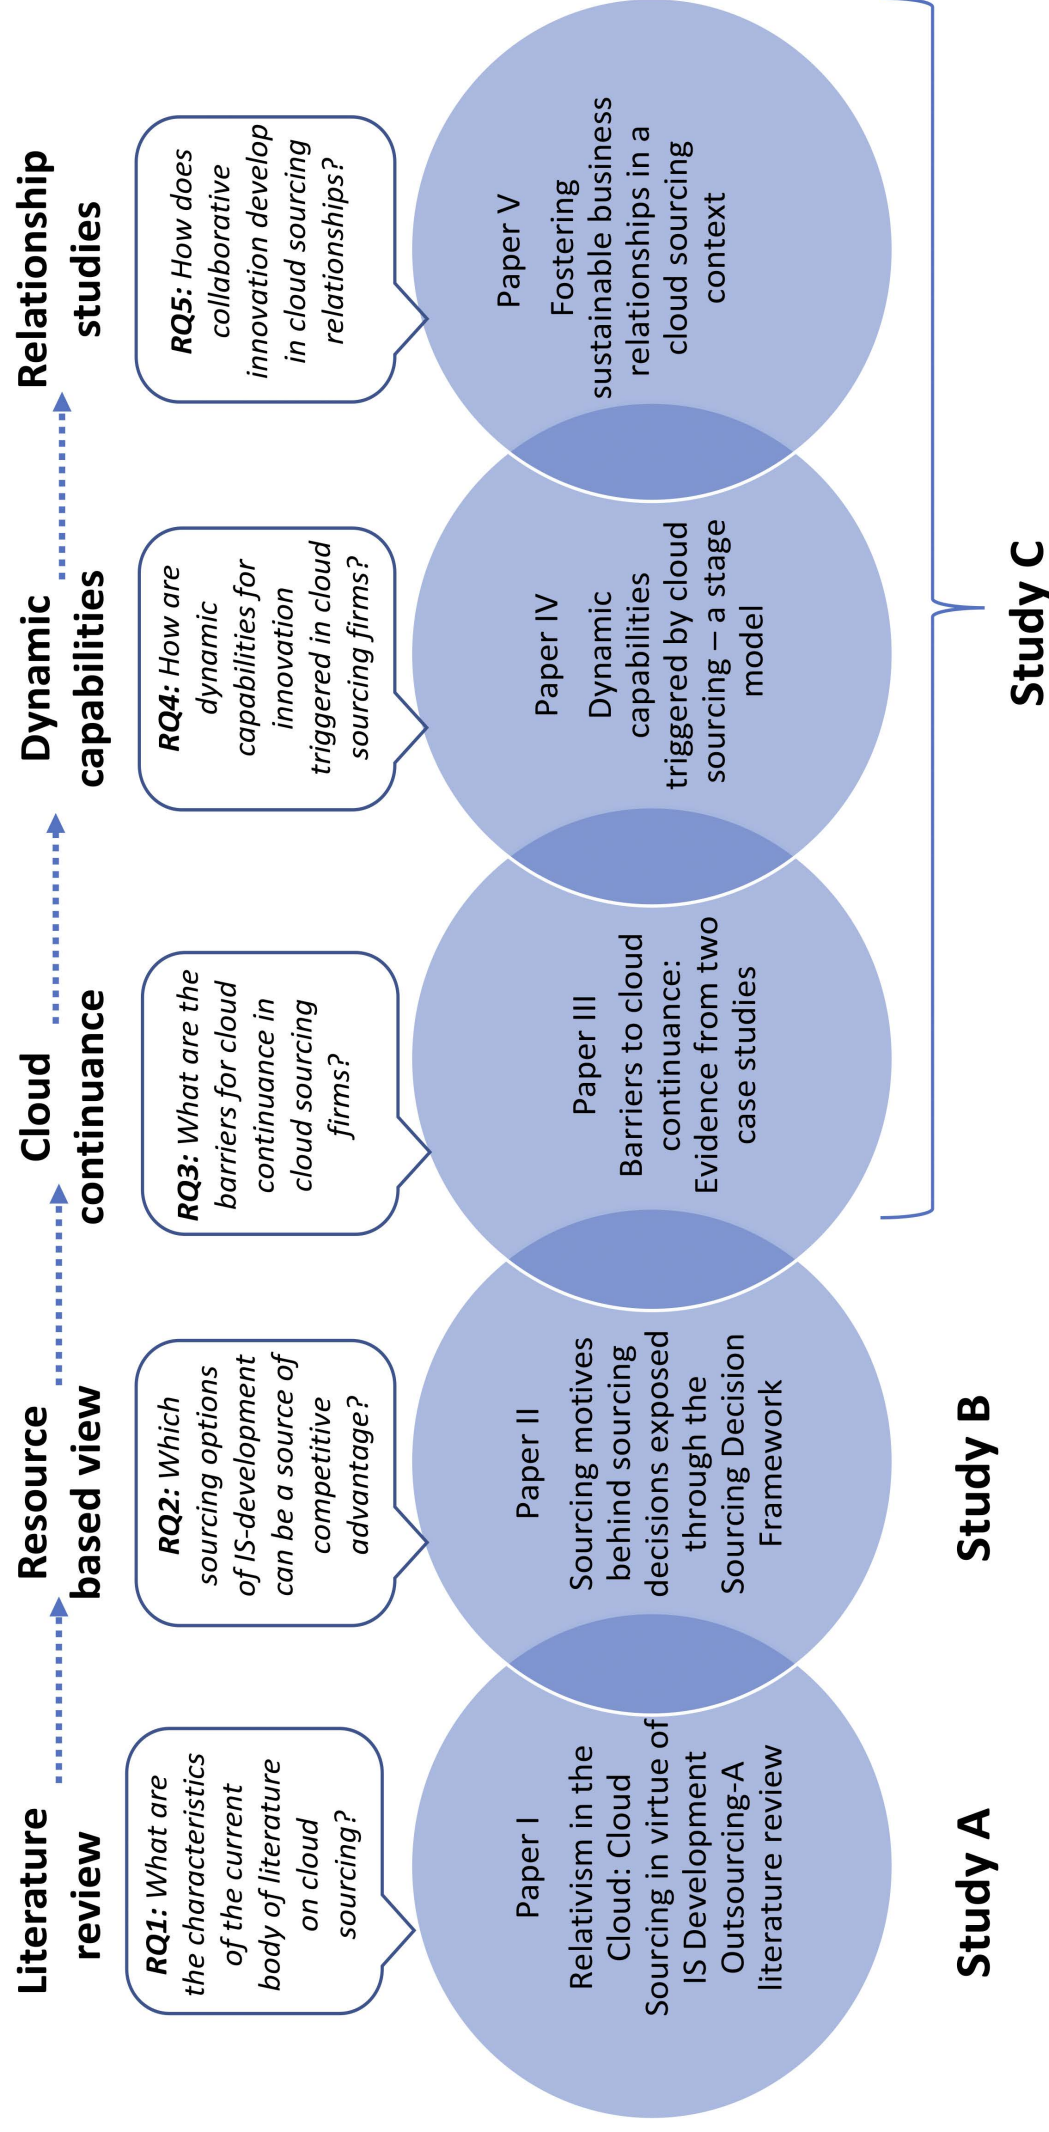 Literature
review
Resource
based view
Cloud
continuance
Dynamic
capabilities
Relationship
studies
RQ1: What are
the characteristics
of the current
body of literature
on cloud
sourcing?
RQ2: Which
sourcing options
of IS-development
can be a source of
competitive
advantage?
RQ3: What are the
barriers for cloud
continuance in
cloud sourcing
firms?
RQ4: How are
dynamic
capabilities for
innovation
triggered in cloud
sourcing firms?
RQ5: How does
collaborative
innovation develop
in cloud sourcing
relationships?
Paper I
Relativism in the
Cloud: Cloud
Sourcing in virtue of
IS Development
Outsourcing-A
literature review
Paper II
Sourcing motives
behind sourcing
decisions exposed
through the
Sourcing Decision
Framework
Paper III
Barriers to cloud
continuance:
Evidence from two
case studies
Paper IV
Dynamic
capabilities
triggered by cloud
sourcing – a stage
model
Paper V
Fostering
sustainable business
relationships in a
cloud sourcing
context
Study A
Study B
Study C